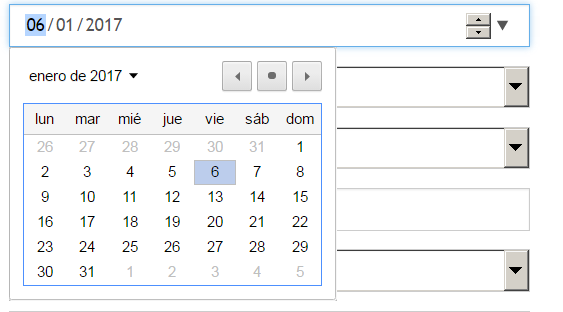 06/01/2017
enero de 2017
lun mar mié jue vie sáb dom
26 27 28 29 30 31 1
2 3 4 5 6 7 8
9 10 11 12 13 14 15
16 17 18 19 20 21 22
23 24 25 26 27 28 29
30 31 1 2 3 4 5